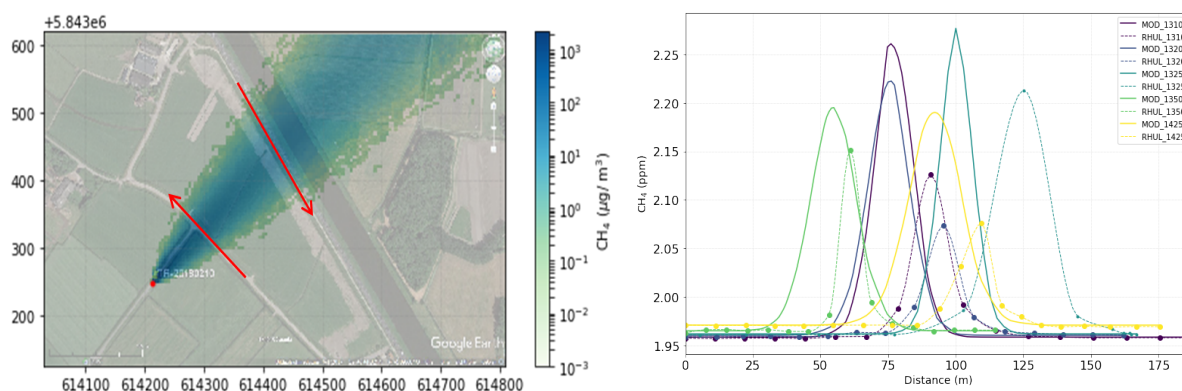 +5.843e6
600
500
400
300
200
614100 614200 614300 614400 614500 614600 614700 614800
Google Earth
10³
10²
10¹
10⁰
10⁻¹
10⁻²
10⁻³
CH₄ (µg/ m³)
2.25
2.20
2.15
2.10
2.05
2.00
1.95
CH₄ (ppm)
0 25 50 75 100 125 150 175
Distance (m)
MOD_1310
RHUL_1310
MOD_1320
RHUL_1320
MOD_1325
RHUL_1325
MOD_1350
RHUL_1350
MOD_1425
RHUL_1425